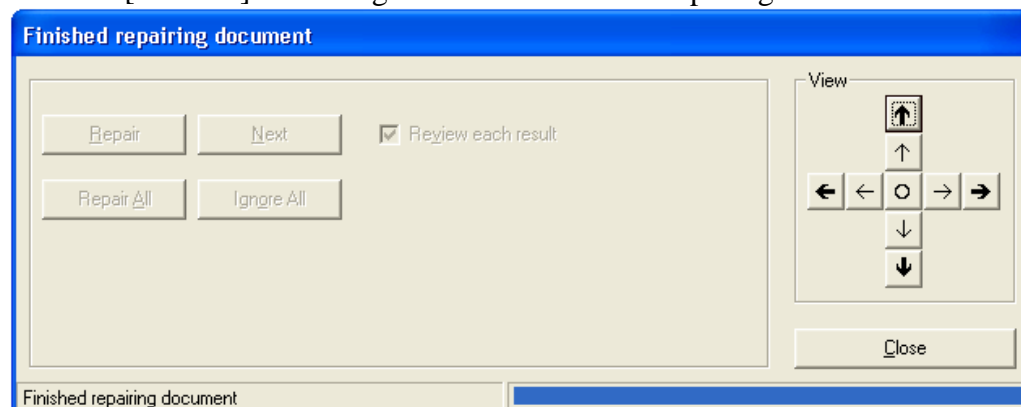 Finished repairing document
View
Repair Next Review each result
Repair All Ignore All
Close
Finished repairing document